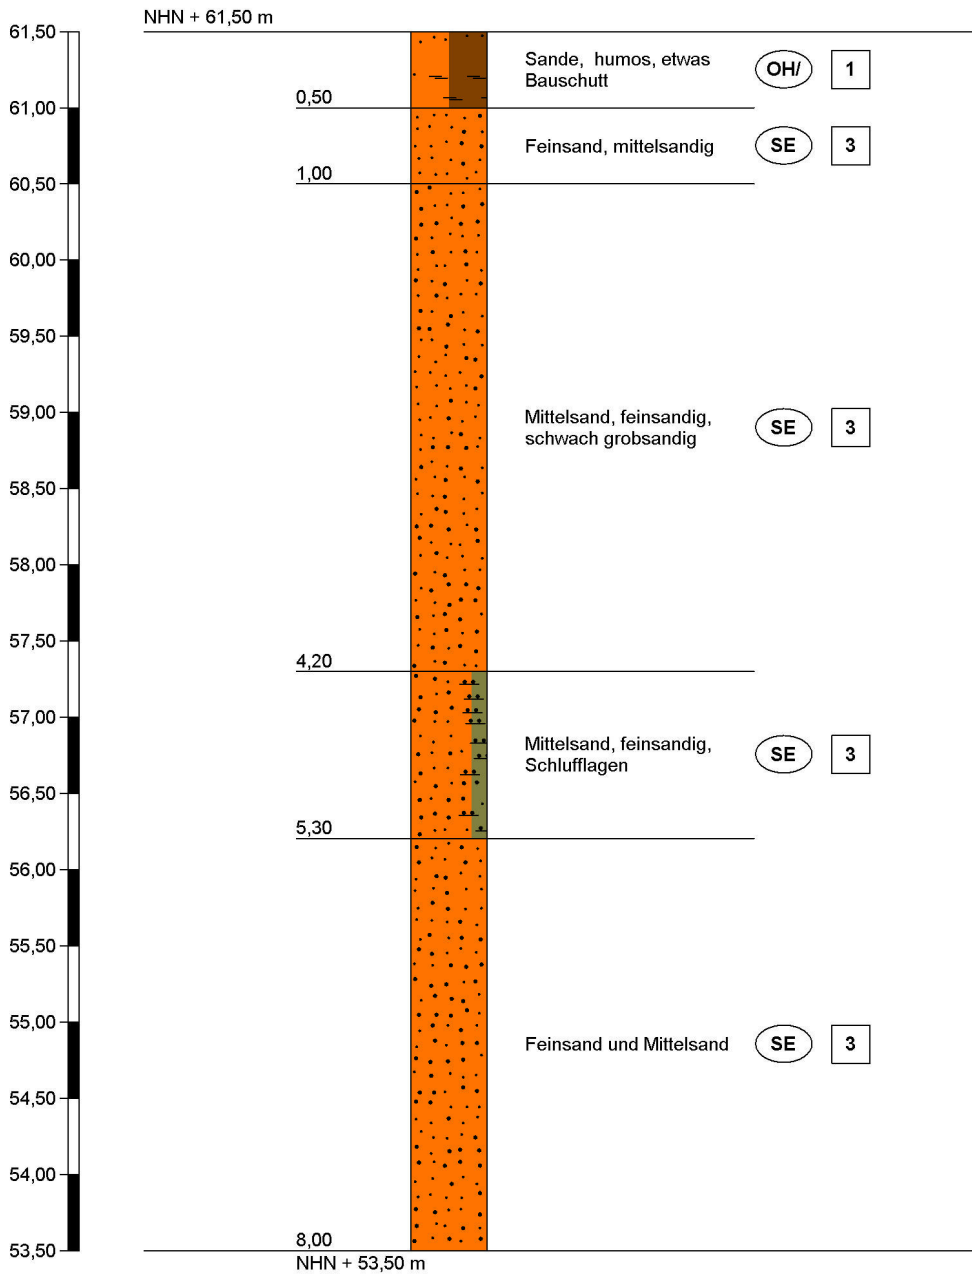 NHN + 61,50 m
61,50
Sande, humos, etwas
Bauschutt
OH/
1
0,50
61,00
Feinsand, mittelsandig
SE
3
1,00
60,50
60,00
59,50
59,00
Mittelsand, feinsandig,
schwach grobsandig
SE
3
58,50
58,00
57,50
4,20
57,00
Mittelsand, feinsandig,
Schlufflagen
SE
3
56,50
5,30
56,00
55,50
55,00
Feinsand und Mittelsand
SE
3
54,50
54,00
8,00
53,50
NHN + 53,50 m